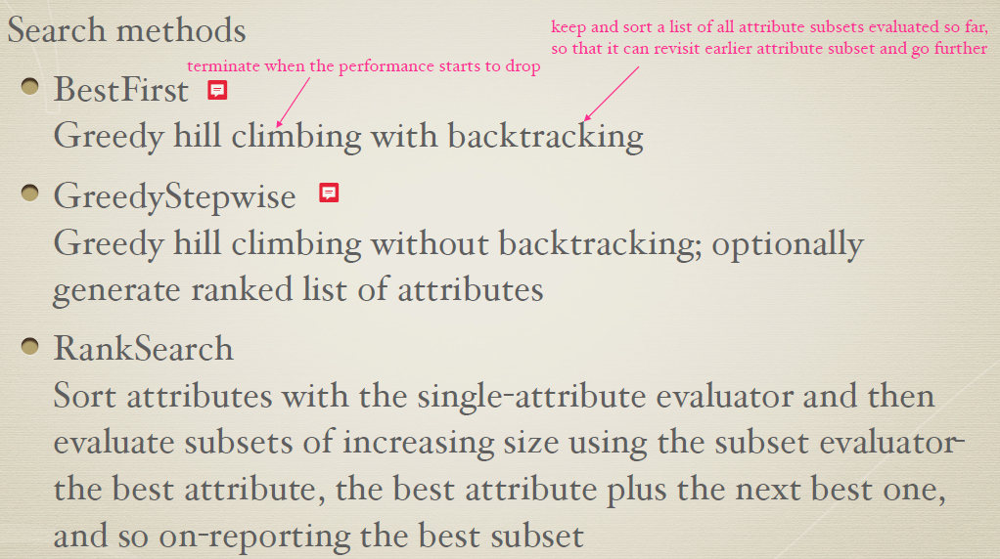 Search methods
keep and sort a list of all attribute subsets evaluated so far,
so that it can revisit earlier attribute subset and go further
terminate when the performance starts to drop
BestFirst
Greedy hill climbing with backtracking
GreedyStepwise
Greedy hill climbing without backtracking; optionally
generate ranked list of attributes
RankSearch
Sort attributes with the single-attribute evaluator and then
evaluate subsets of increasing size using the subset evaluator-
the best attribute, the best attribute plus the next best one,
and so on-reporting the best subset